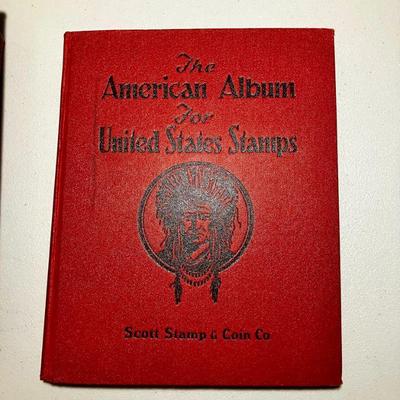 The
American Album
For
United States Stamps
Scott Stamp & Coin Co